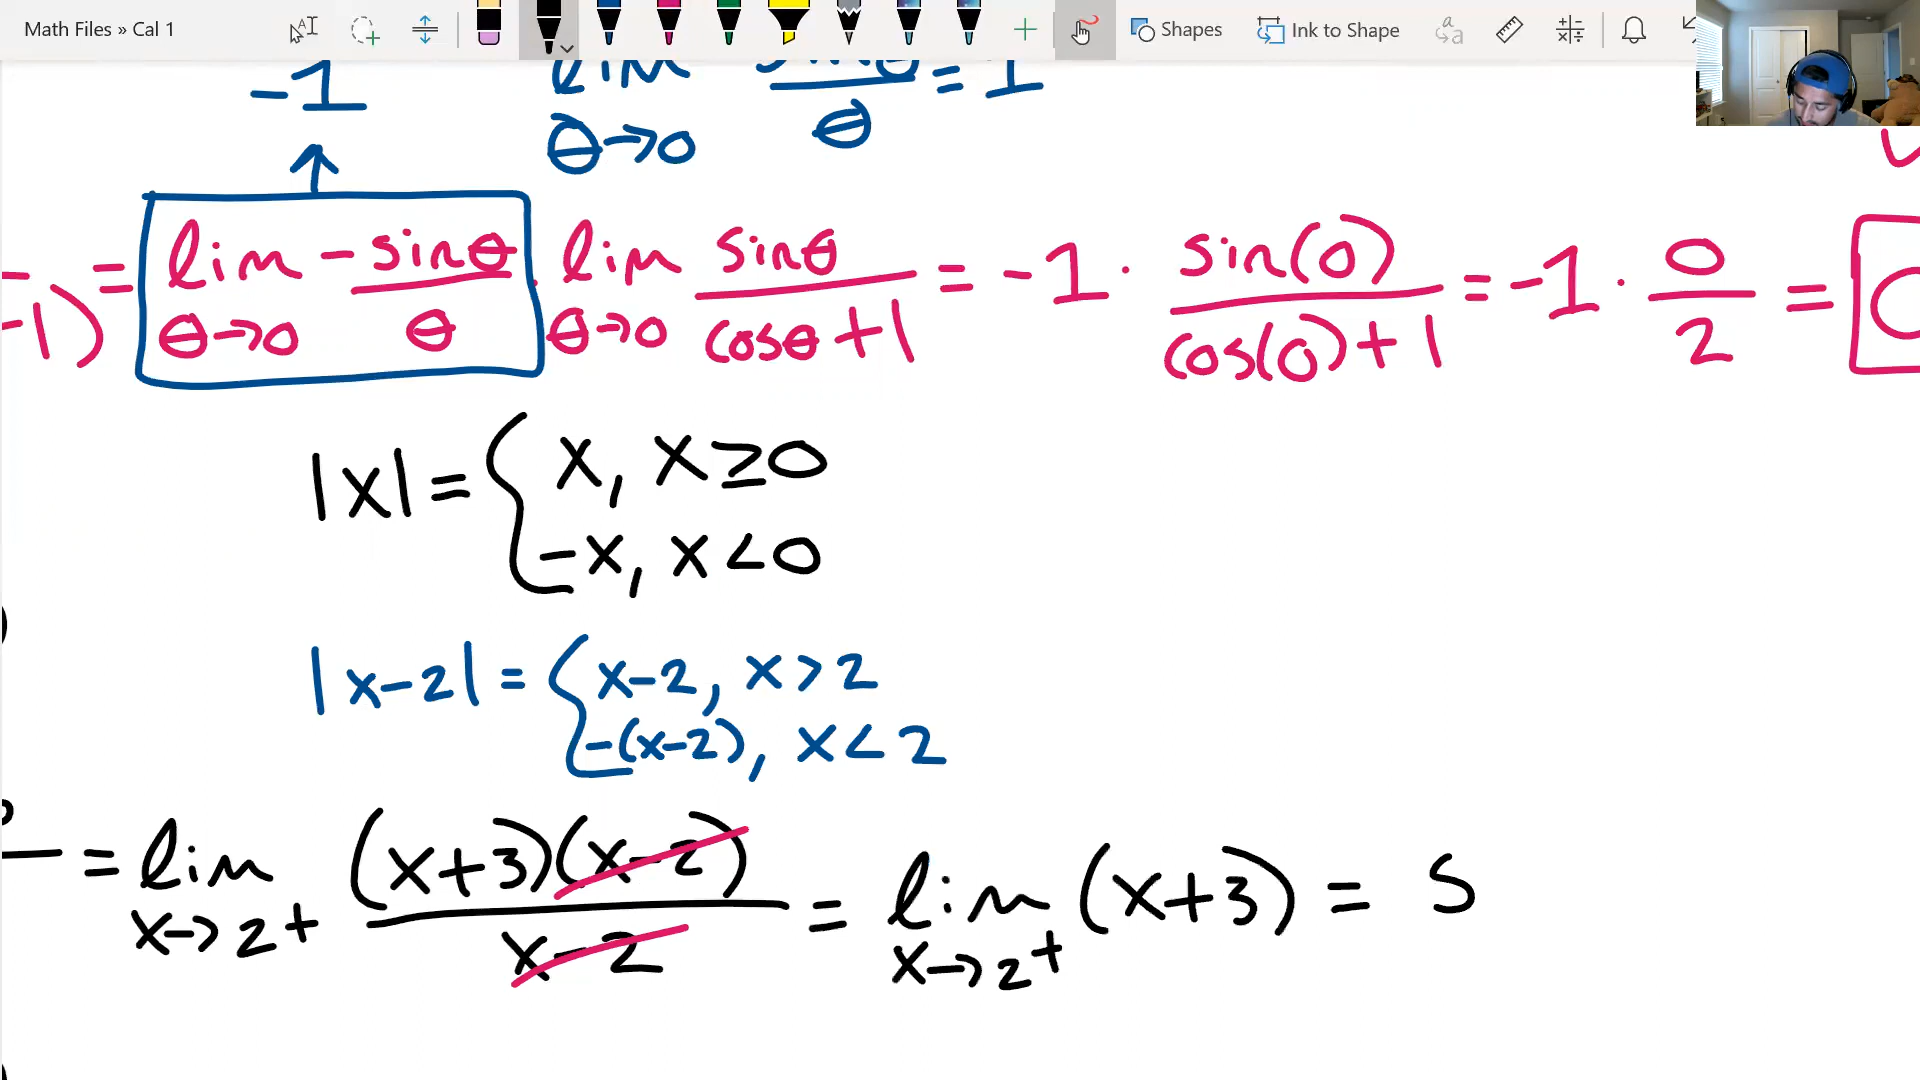 Math Files » Cal 1
Shapes
Ink to Shape
-1
lim θ→0 sinθ/θ = 1
-1) = lim θ→0 -sinθ/θ · lim θ→0 sinθ/(cosθ+1) = -1 · sin(0)/(cos(0)+1) = -1 · 0/2 =
|x| = { x, x ≥ 0
-x, x < 0
|x-2| = { x-2, x > 2
-(x-2), x < 2
= lim x→2+ (x+3)(x-2)/x-2 = lim x→2+ (x+3) = 5